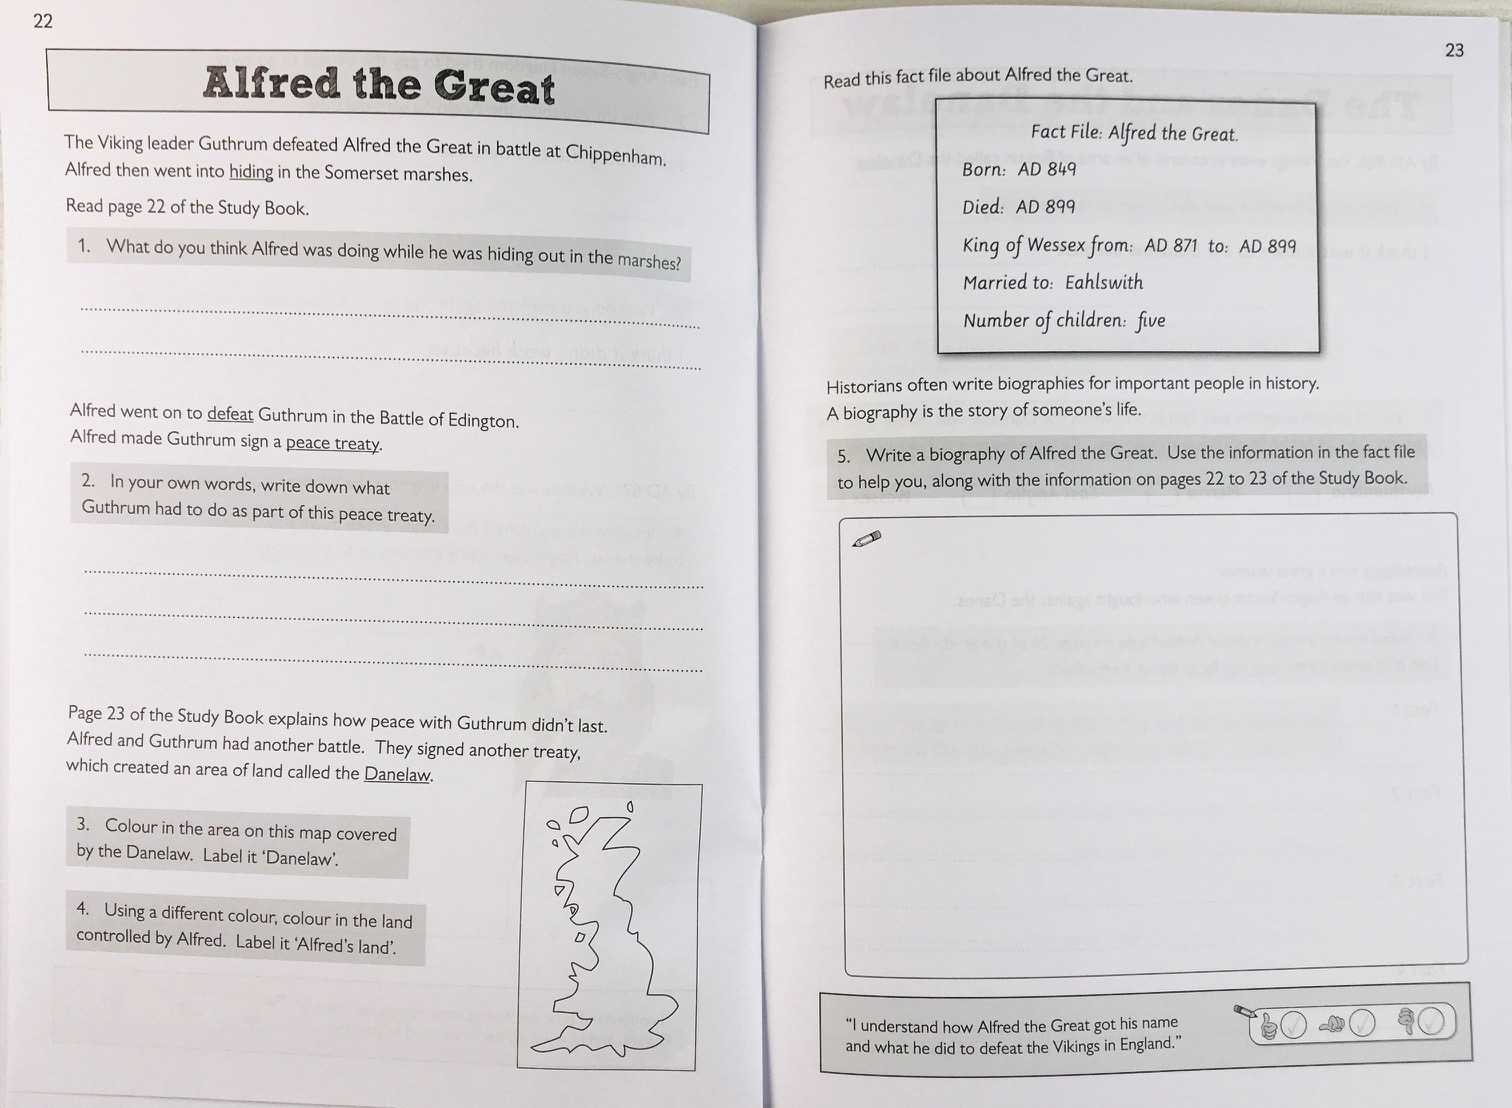 22
Alfred the Great
The Viking leader Guthrum defeated Alfred the Great in battle at Chippenham.
Alfred then went into hiding in the Somerset marshes.
Read page 22 of the Study Book.
1. What do you think Alfred was doing while he was hiding out in the marshes?
Alfred went on to defeat Guthrum in the Battle of Edington.
Alfred made Guthrum sign a peace treaty.
2. In your own words, write down what
Guthrum had to do as part of this peace treaty.
Page 23 of the Study Book explains how peace with Guthrum didn't last.
Alfred and Guthrum had another battle. They signed another treaty,
which created an area of land called the Danelaw.
3. Colour in the area on this map covered
by the Danelaw. Label it 'Danelaw'.
4. Using a different colour, colour in the land
controlled by Alfred. Label it 'Alfred's land'.
23
Read this fact file about Alfred the Great.
Fact File: Alfred the Great.
Born: AD 849
Died: AD 899
King of Wessex from: AD 871 to: AD 899
Married to: Eahlswith
Number of children: five
Historians often write biographies for important people in history.
A biography is the story of someone's life.
5. Write a biography of Alfred the Great. Use the information in the fact file
to help you, along with the information on pages 22 to 23 of the Study Book.
"I understand how Alfred the Great got his name
and what he did to defeat the Vikings in England."